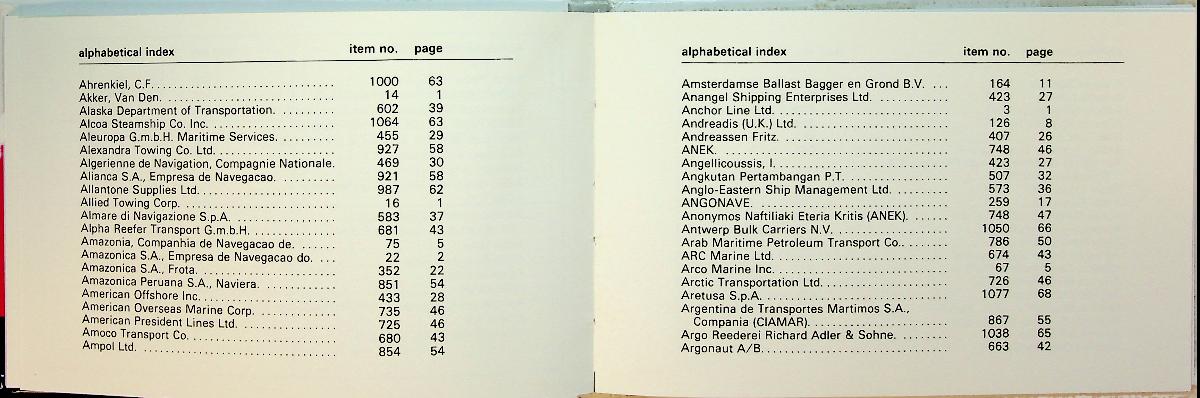 alphabetical index item no. page
Ahrenkiel, C.F. 1000 63
Akker, Van Den. 14 1
Alaska Department of Transportation. 602 39
Alcoa Steamship Co. Inc. 1064 63
Aleuropa G.m.b.H. Maritime Services. 455 29
Alexandra Towing Co. Ltd. 927 58
Algerienne de Navigation, Compagnie Nationale. 469 30
Alianca S.A., Empresa de Navegacao. 921 58
Allantone Supplies Ltd. 987 62
Allied Towing Corp. 16 1
Almare di Navigazione S.p.A. 583 37
Alpha Reefer Transport G.m.b.H. 681 43
Amazonia, Companhia de Navegacao de. 75 5
Amazonica S.A., Empresa de Navegacao do. 22 2
Amazonica S.A., Frota. 352 22
Amazonica Peruana S.A., Naviera. 851 54
American Offshore Inc. 433 28
American Overseas Marine Corp. 735 46
American President Lines Ltd. 725 46
Amoco Transport Co. 680 43
Ampol Ltd. 854 54
alphabetical index item no. page
Amsterdamse Ballast Bagger en Grond B.V. 164 11
Anangel Shipping Enterprises Ltd. 423 27
Anchor Line Ltd. 3 1
Andreadis (U.K.) Ltd. 126 8
Andreassen Fritz. 407 26
ANEK. 748 46
Angellicoussis, I. 423 27
Angkutan Pertambangan P.T. 507 32
Anglo-Eastern Ship Management Ltd. 573 36
ANGONAVE. 259 17
Anonymos Naftiliaki Eteria Kritis (ANEK). 748 47
Antwerp Bulk Carriers N.V. 1050 66
Arab Maritime Petroleum Transport Co.. 786 50
ARC Marine Ltd. 674 43
Arco Marine Inc. 67 5
Arctic Transportation Ltd. 726 46
Aretusa S.p.A. 1077 68
Argentina de Transportes Martimos S.A.,
Compania (CIAMAR). 867 55
Argo Reederei Richard Adler & Sohne. 1038 65
Argonaut A/B. 663 42